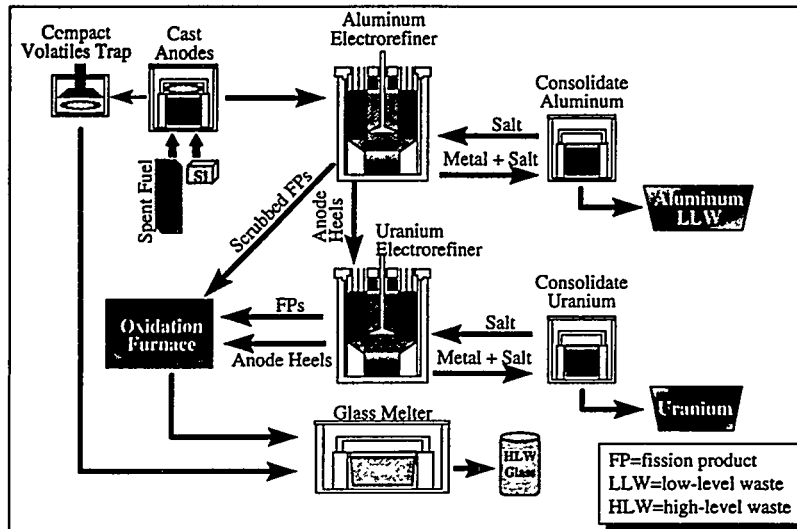 Compact
Volatiles Trap
Cast
Anodes
Aluminum
Electrorefiner
Consolidate
Aluminum
Salt
Metal + Salt
Spent Fuel
Si
Aluminum
LLW
Scrubbed FPs
Anode
Heels
Uranium
Electrorefiner
Consolidate
Uranium
Oxidation
Furnace
FPs
Anode Heels
Salt
Metal + Salt
Uranium
Glass Melter
HLW
Glass
FP=fission product
LLW=low-level waste
HLW=high-level waste